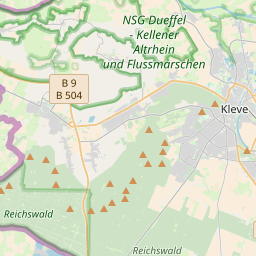 NSG Dueffel
- Kellener
Altrhein
und Flussmarschen
B 9
B 504
Kleve
Reichswald
Reichswald